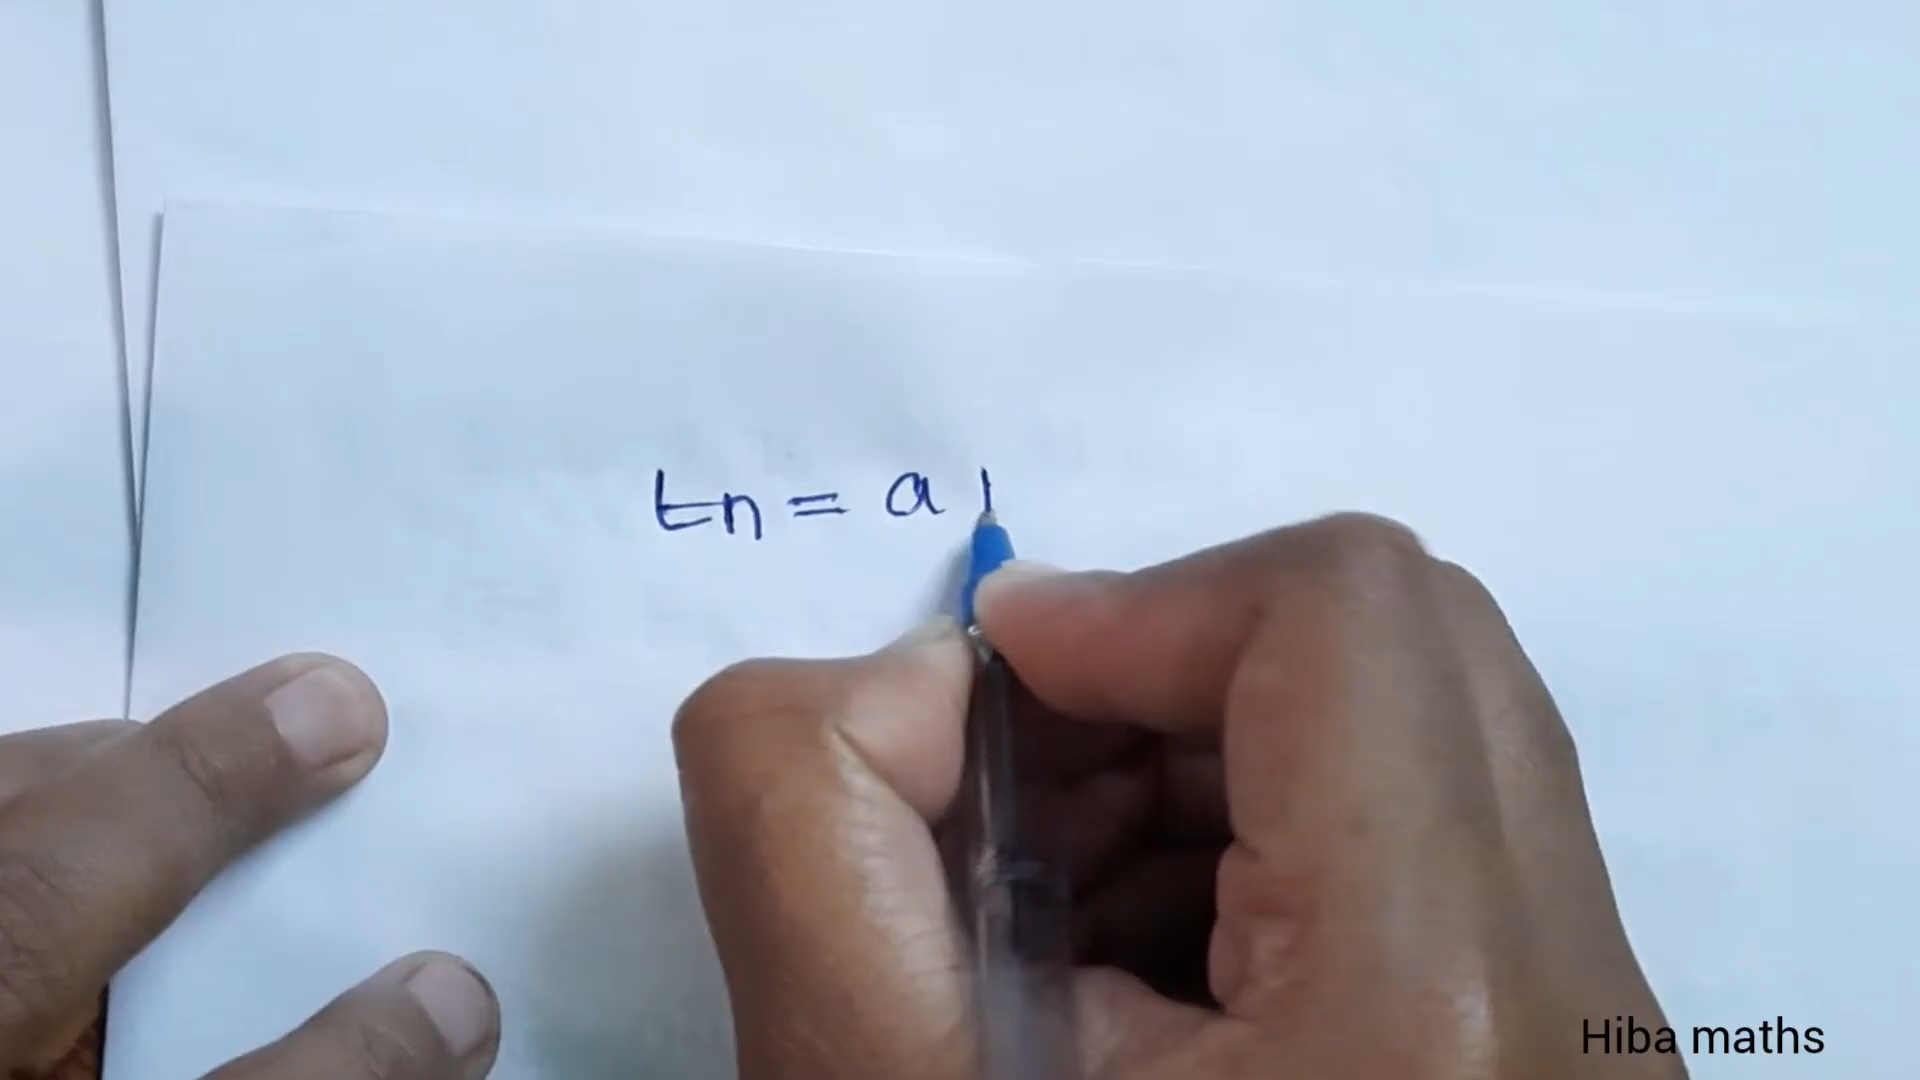 tn = a
Hiba maths